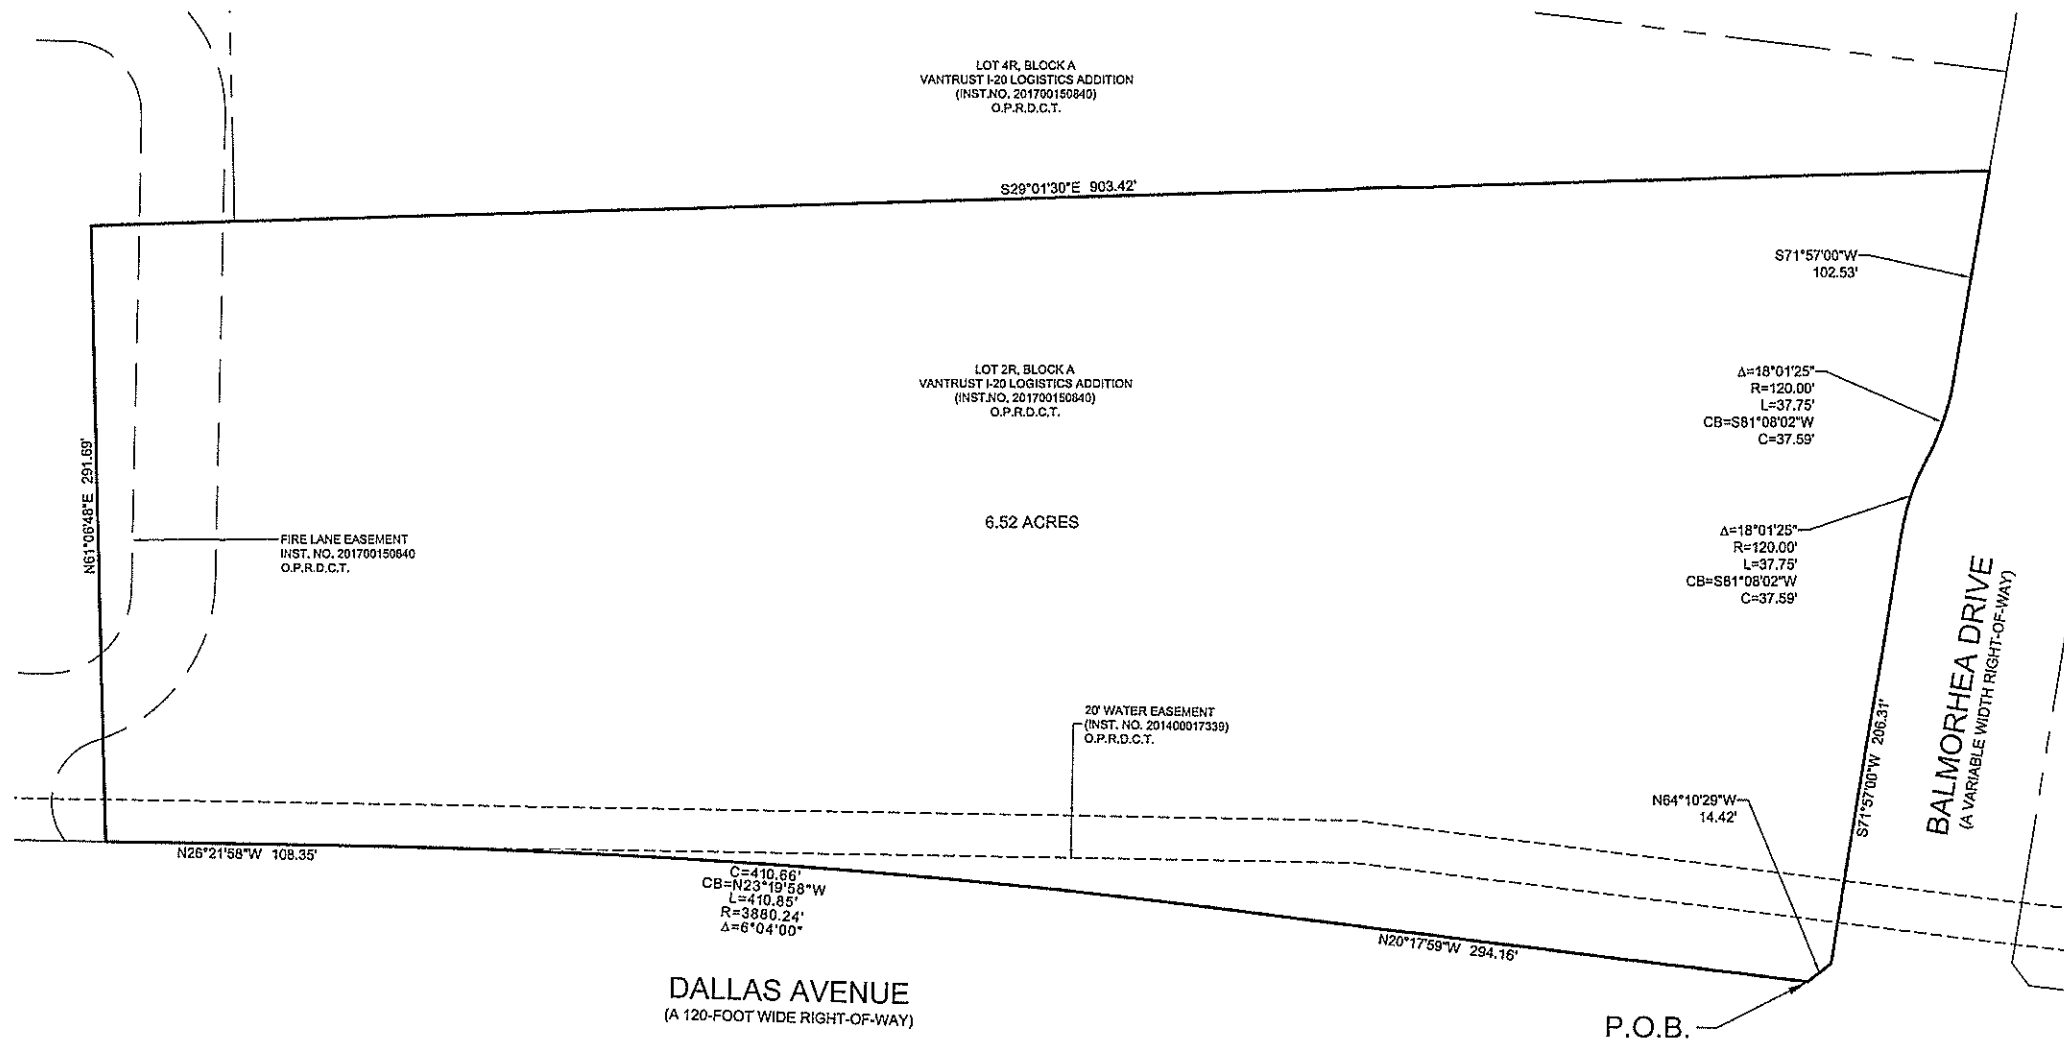 LOT 4R, BLOCK A
VANTRUST I-20 LOGISTICS ADDITION
(INST.NO. 201700150840)
O.P.R.D.C.T.
S29°01'30"E 903.42'
S71°57'00"W
102.53'
LOT 2R, BLOCK A
VANTRUST I-20 LOGISTICS ADDITION
(INST.NO. 201700150840)
O.P.R.D.C.T.
Δ=18°01'25"
R=120.00'
L=37.75'
CB=S81°08'02"W
C=37.59'
N61°06'48"E 291.69'
6.52 ACRES
FIRE LANE EASEMENT
INST. NO. 201700150840
O.P.R.D.C.T.
Δ=18°01'25"
R=120.00'
L=37.75'
CB=S81°08'02"W
C=37.59'
BALMORHEA DRIVE
(A VARIABLE WIDTH RIGHT-OF-WAY)
20' WATER EASEMENT
(INST. NO. 201400017339)
O.P.R.D.C.T.
S71°57'00"W 206.31'
N64°10'29"W
14.42'
N26°21'58"W 108.35'
C=410.66'
CB=N23°19'58"W
L=410.85'
R=3880.24'
Δ=6°04'00"
N20°17'59"W 294.16'
DALLAS AVENUE
(A 120-FOOT WIDE RIGHT-OF-WAY)
P.O.B.